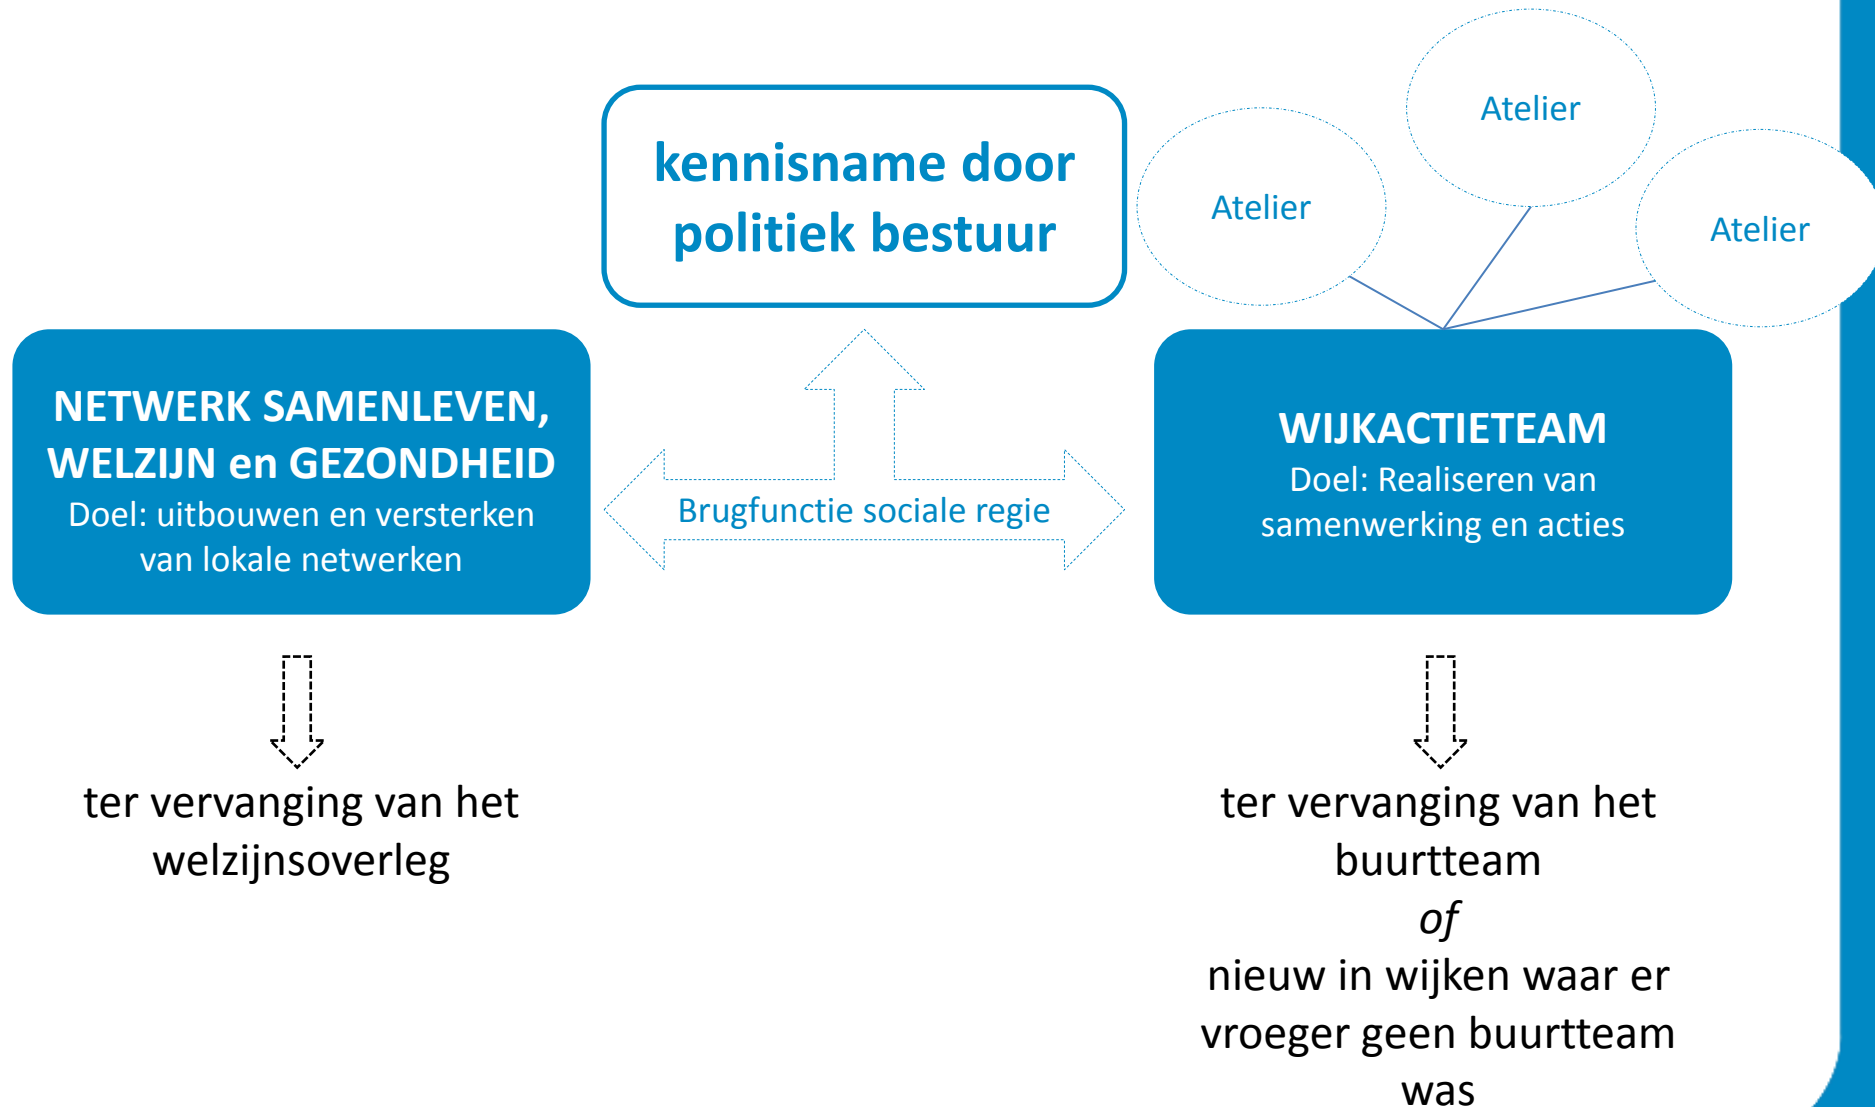 kennisname door
politiek bestuur
Atelier
Atelier
Atelier
NETWERK SAMENLEVEN,
WELZIJN en GEZONDHEID
Doel: uitbouwen en versterken
van lokale netwerken
Brugfunctie sociale regie
WIJKACTIETEAM
Doel: Realiseren van
samenwerking en acties
ter vervanging van het
welzijnsoverleg
ter vervanging van het
buurtteam
of
nieuw in wijken waar er
vroeger geen buurtteam
was